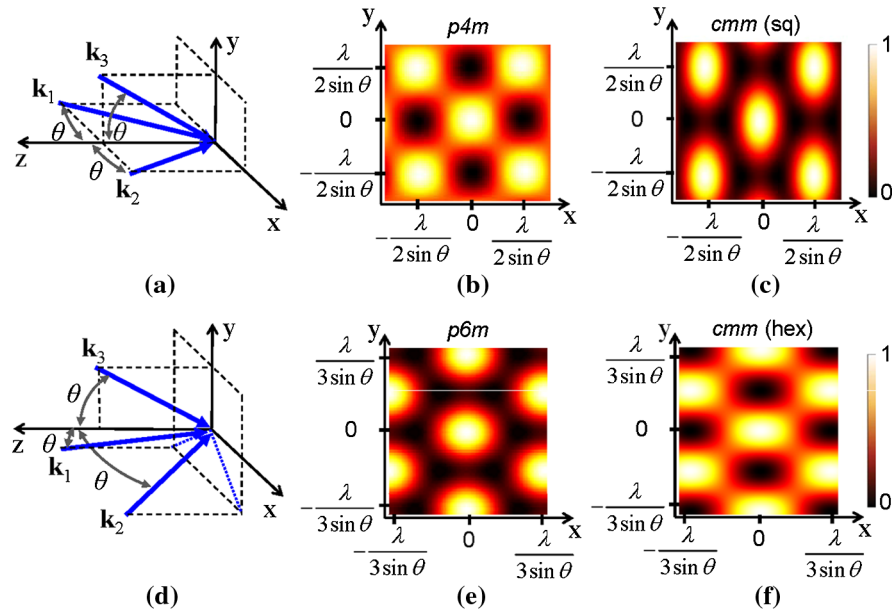 y
k₃
k₁
θ
θ
z
θ
k₂
x
(a)
y
p4m
λ
2 sin θ
0
−λ
2 sin θ
x
−λ
2 sin θ
0
λ
2 sin θ
(b)
y
cmm (sq)
λ
2 sin θ
0
−λ
2 sin θ
x
−λ
2 sin θ
0
λ
2 sin θ
(c)
1
0
y
k₃
θ
z
θ
k₁
θ
k₂
x
(d)
y
p6m
λ
3 sin θ
0
−λ
3 sin θ
x
−λ
3 sin θ
0
λ
3 sin θ
(e)
y
cmm (hex)
λ
3 sin θ
0
−λ
3 sin θ
x
−λ
3 sin θ
0
λ
3 sin θ
(f)
1
0